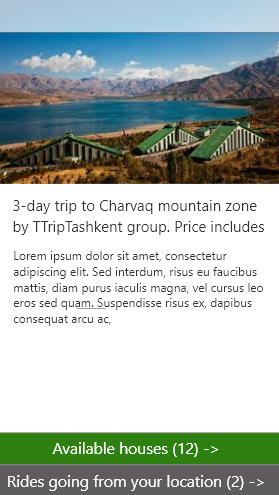 3-day trip to Charvaq mountain zone
by TTripTashkent group. Price includes
Lorem ipsum dolor sit amet, consectetur
adipiscing elit. Sed interdum, risus eu faucibus
mattis, diam purus iaculis magna, vel cursus leo
eros sed quam. Suspendisse risus ex, dapibus
consequat arcu ac,
Available houses (12) ->
Rides going from your location (2) ->